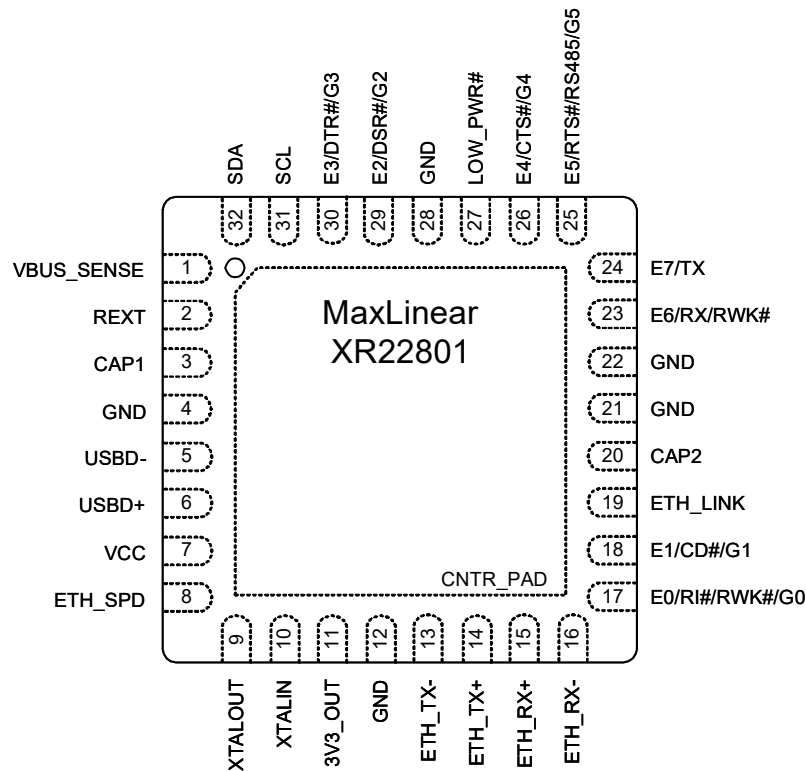 SDA
SCL
E3/DTR#/G3
E2/DSR#/G2
GND
LOW_PWR#
E4/CTS#/G4
E5/RTS#/RS485/G5
32
31
30
29
28
27
26
25
VBUS_SENSE 1
REXT 2
CAP1 3
GND 4
USBD- 5
USBD+ 6
VCC 7
ETH_SPD 8
MaxLinear
XR22801
CNTR_PAD
24 E7/TX
23 E6/RX/RWK#
22 GND
21 GND
20 CAP2
19 ETH_LINK
18 E1/CD#/G1
17 E0/RI#/RWK#/G0
9
10
11
12
13
14
15
16
XTALOUT
XTALIN
3V3_OUT
GND
ETH_TX-
ETH_TX+
ETH_RX+
ETH_RX-